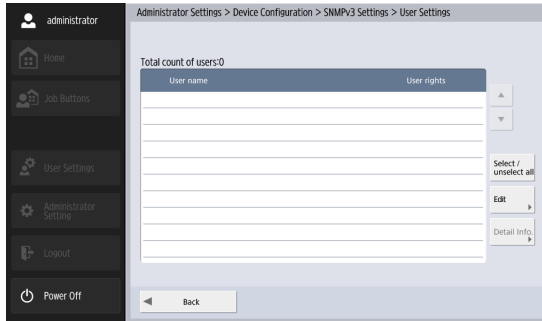 administrator
Administrator Settings > Device Configuration > SNMPv3 Settings > User Settings
Home
Total count of users:0
User name
User rights
Job Buttons
User Settings
Select /
unselect all
Administrator
Setting
Edit
Detail Info.
Logout
Power Off
Back